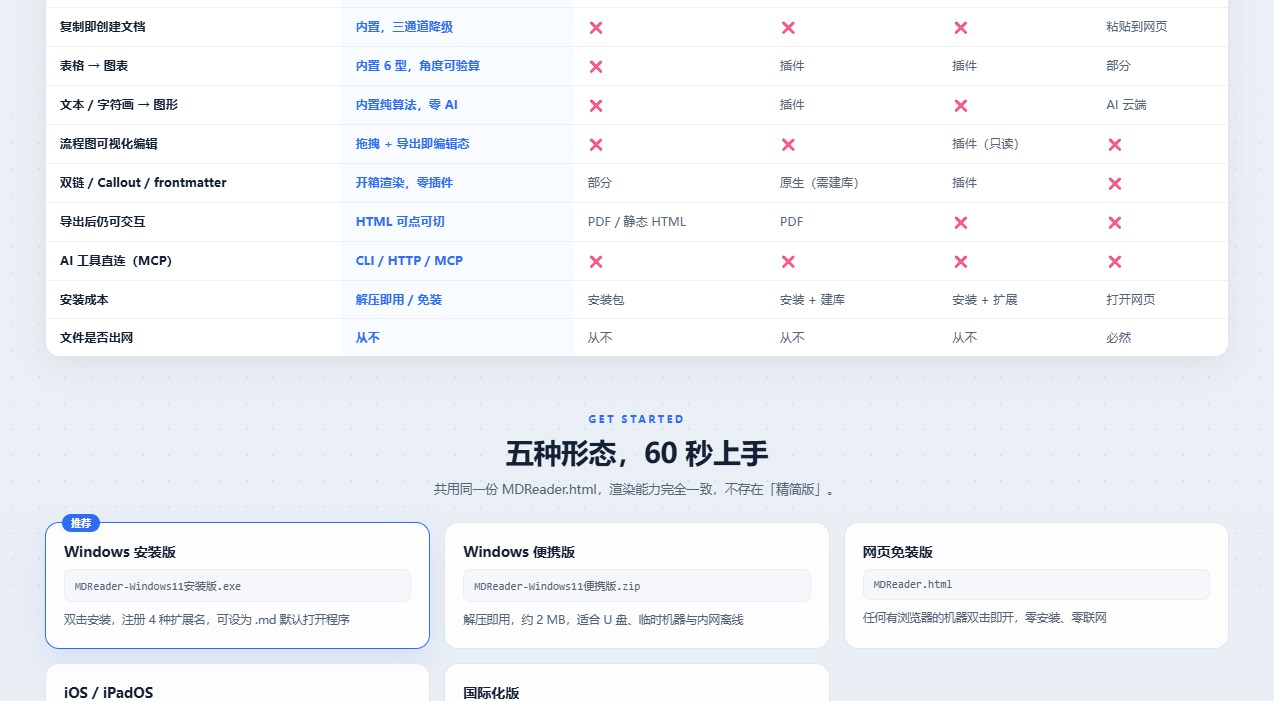 复制即创建文档 内置，三通道降级 ❌ ❌ ❌ 粘贴到网页
表格 → 图表 内置 6 型，角度可验算 ❌ 插件 插件 部分
文本 / 字符画 → 图形 内置纯算法，零 AI ❌ 插件 ❌ AI 云端
流程图可视化编辑 拖拽 + 导出即编辑态 ❌ ❌ 插件（只读） ❌
双链 / Callout / frontmatter 开箱渲染，零插件 部分 原生（需建库） 插件 ❌
导出后仍可交互 HTML 可点可切 PDF / 静态 HTML PDF ❌ ❌
AI 工具直连（MCP） CLI / HTTP / MCP ❌ ❌ ❌ ❌
安装成本 解压即用 / 免装 安装包 安装 + 建库 安装 + 扩展 打开网页
文件是否出网 从不 从不 从不 从不 必然
GET STARTED
五种形态，60 秒上手
共用同一份 MDReader.html，渲染能力完全一致，不存在「精简版」。
推荐
Windows 安装版
MDReader-Windows11安装版.exe
双击安装，注册 4 种扩展名，可设为 .md 默认打开程序
Windows 便携版
MDReader-Windows11便携版.zip
解压即用，约 2 MB，适合 U 盘、临时机器与内网离线
网页免装版
MDReader.html
任何有浏览器的机器双击即开，零安装、零联网
iOS / iPadOS
国际化版